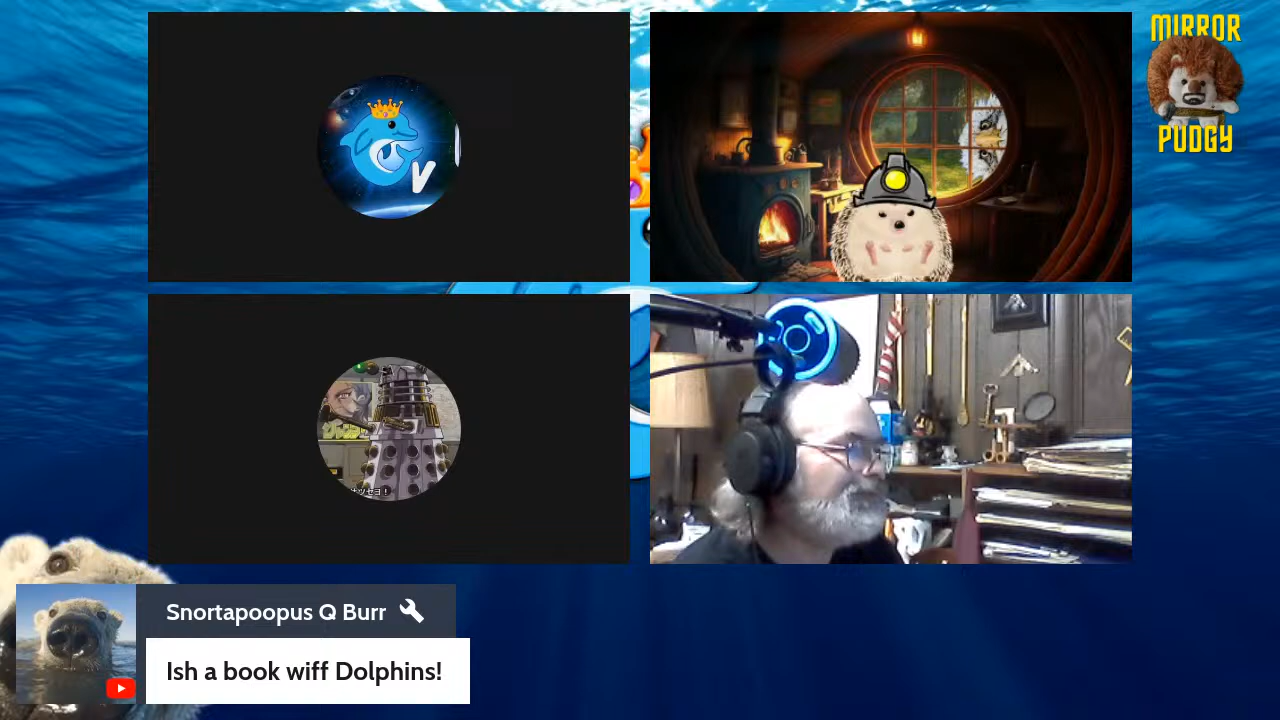 MIRROR
PUDGY
V
Snortapoopus Q Burr
Ish a book wiff Dolphins!